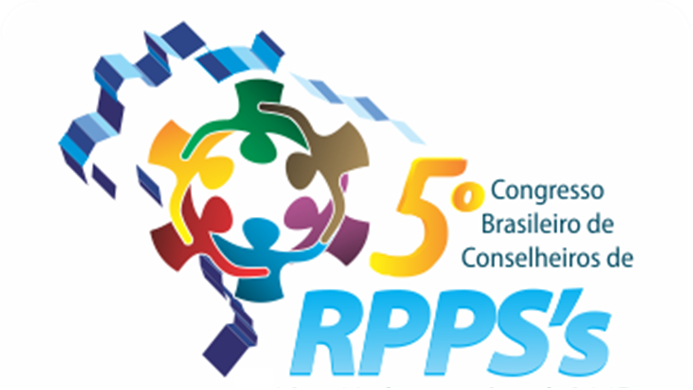 5º Congresso
Brasileiro de
Conselheiros de
RPPS's